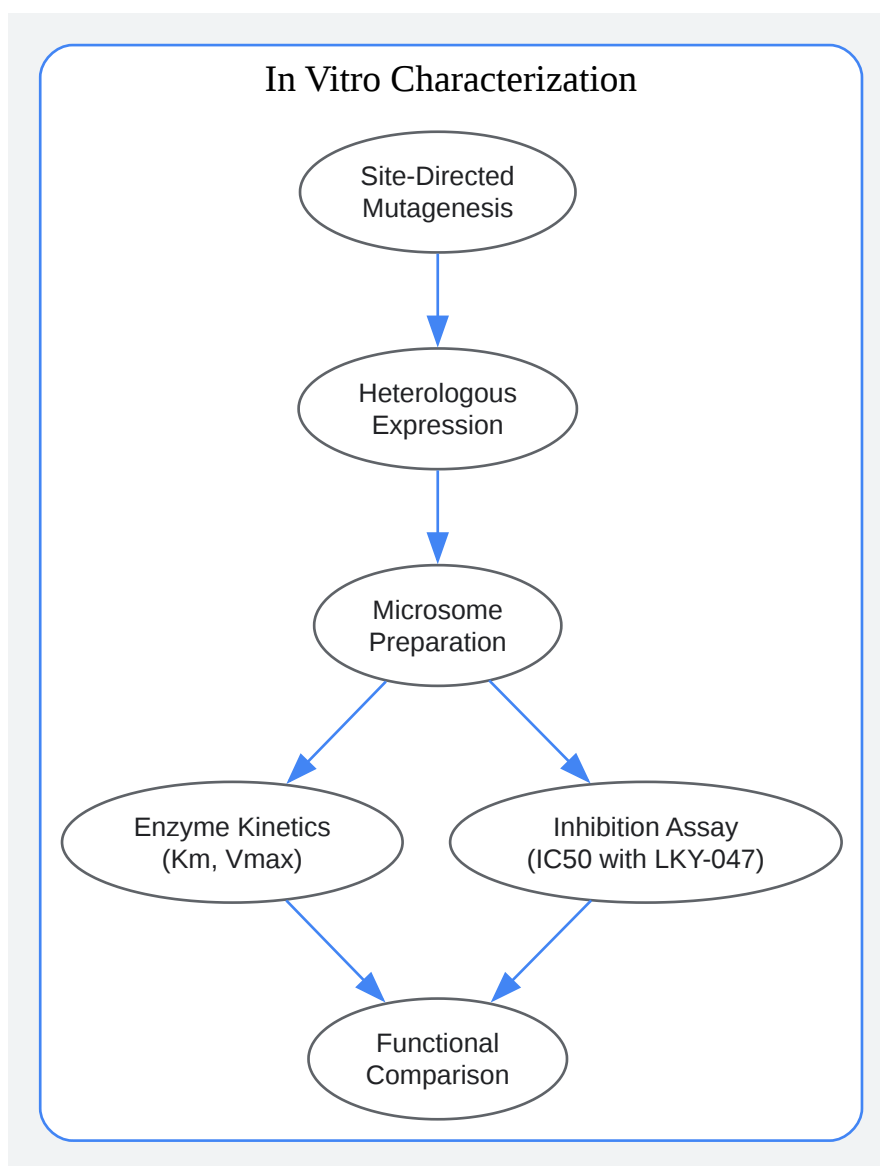 In Vitro Characterization
Site-Directed
Mutagenesis
Heterologous
Expression
Microsome
Preparation
Enzyme Kinetics
(Km, Vmax)
Inhibition Assay
(IC50 with LKY-047)
Functional
Comparison